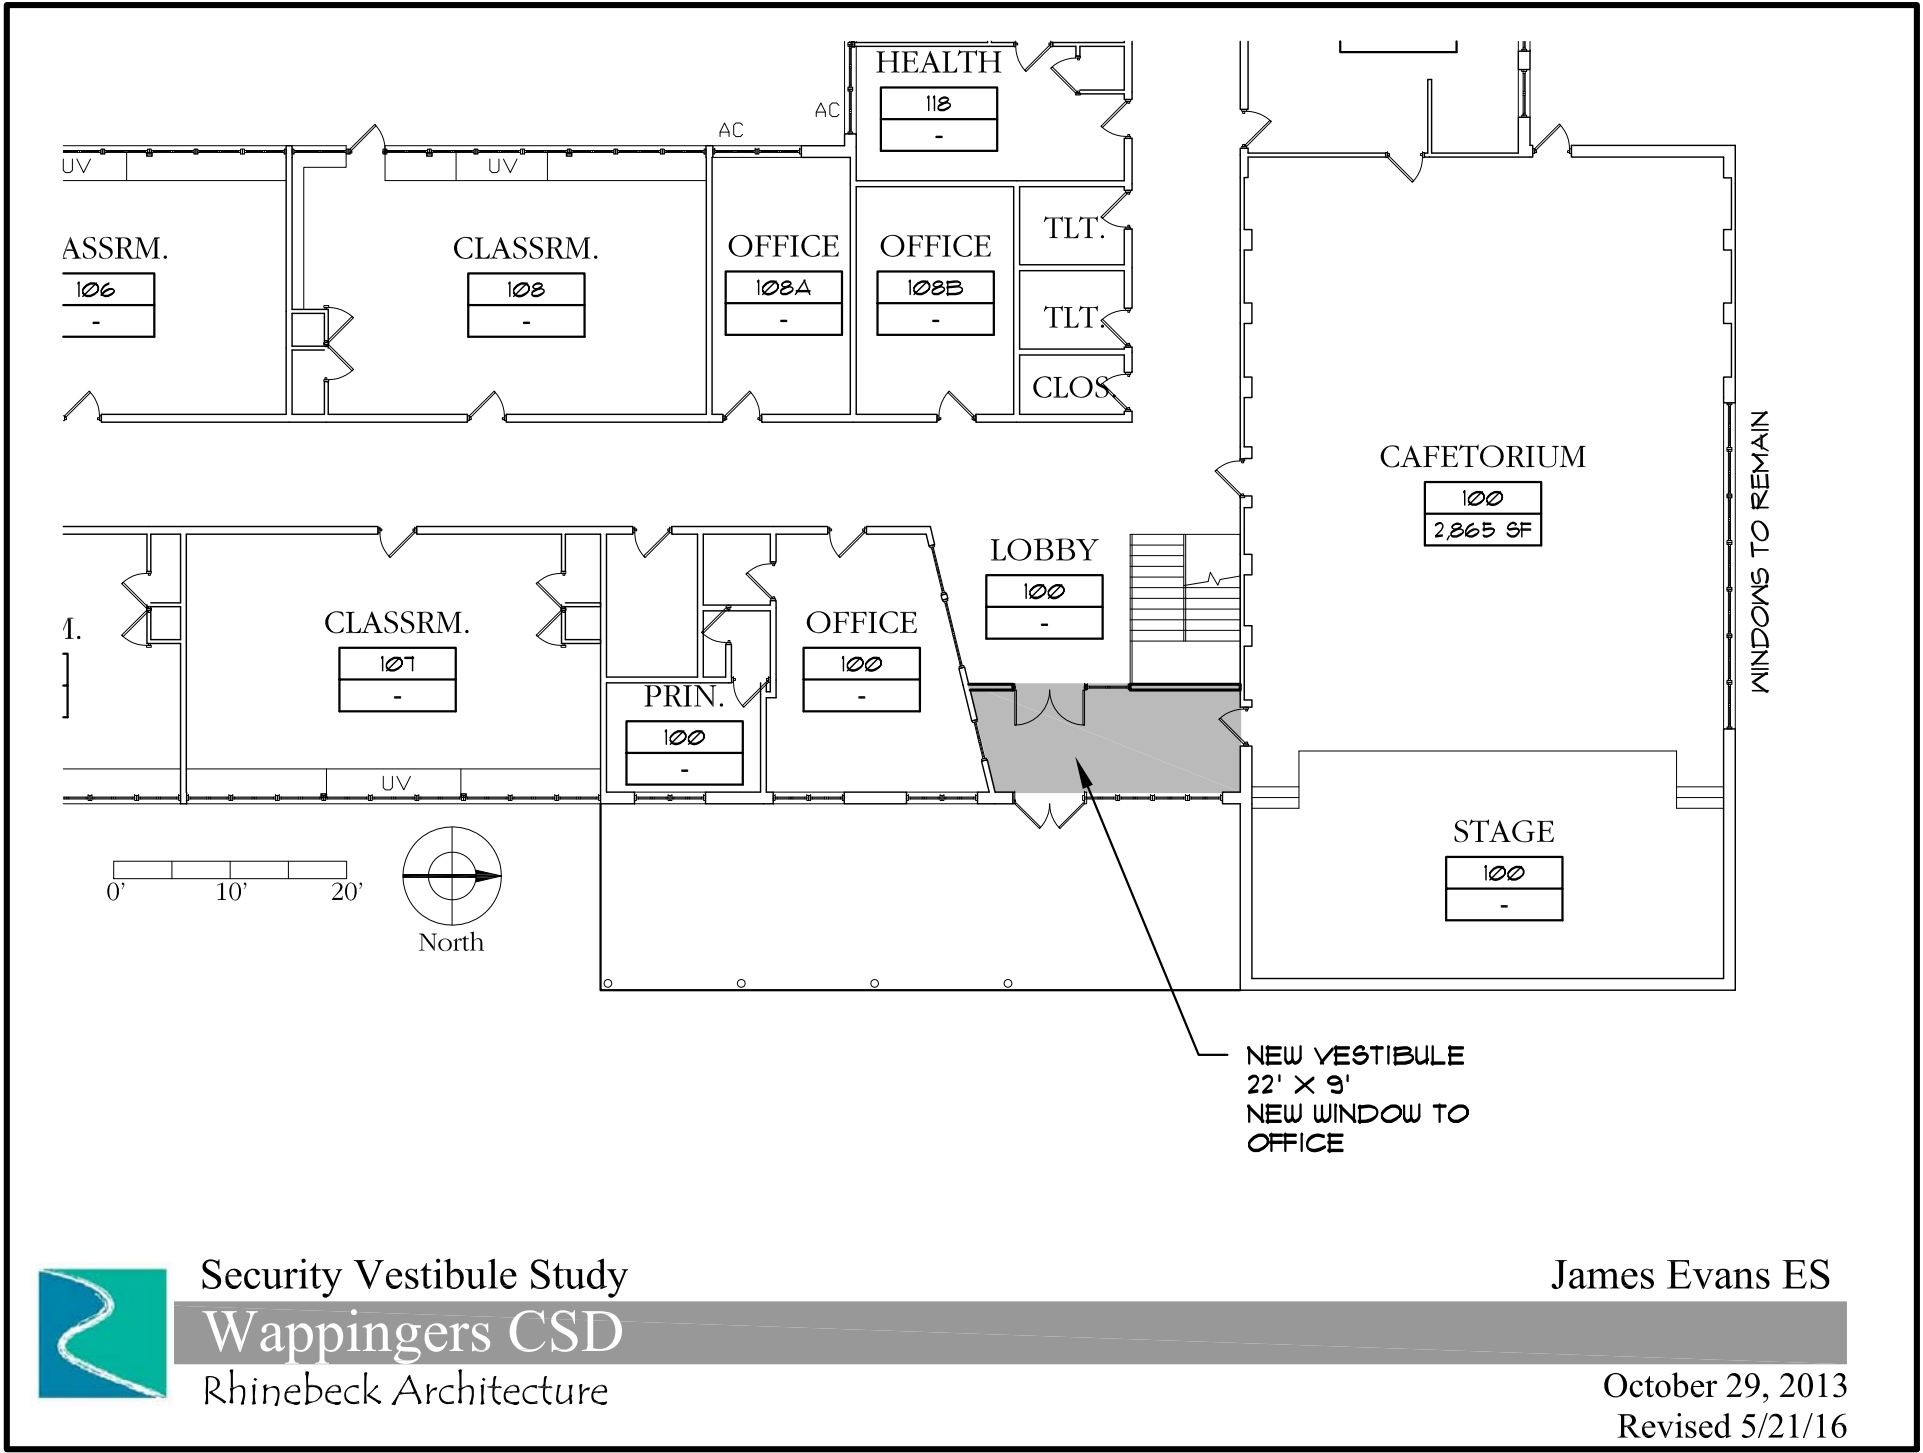 HEALTH
118
-
AC
AC
UV
UV
ASSRM.
106
-
CLASSRM.
108
-
OFFICE
108A
-
OFFICE
108B
-
TLT.
TLT.
CLOS.
CAFETORIUM
100
2,865 SF
WINDOWS TO REMAIN
LOBBY
100
-
M.
CLASSRM.
107
-
UV
PRIN.
100
-
OFFICE
100
-
STAGE
100
-
0' 10' 20'
North
NEW VESTIBULE
22' X 9'
NEW WINDOW TO
OFFICE
Security Vestibule Study
James Evans ES
Wappingers CSD
Rhinebeck Architecture
October 29, 2013
Revised 5/21/16